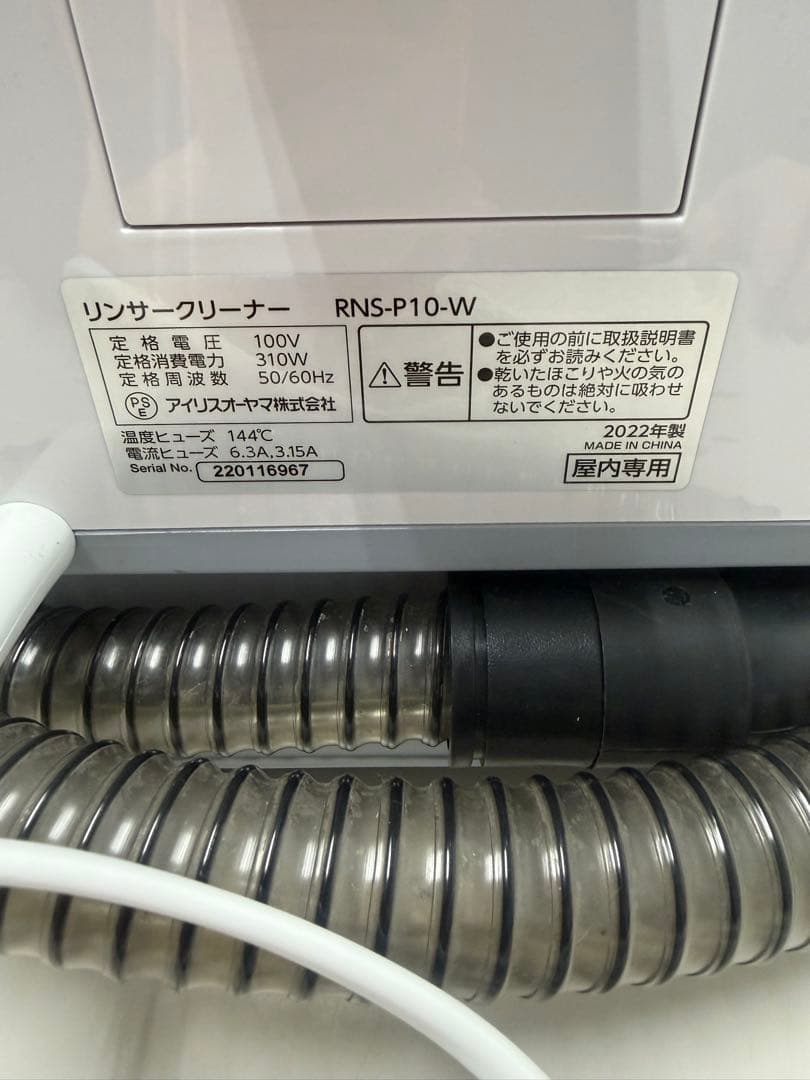 リンサークリーナー RNS-P10-W
定格電圧 100V
定格消費電力 310W
定格周波数 50/60Hz
PSE アイリスオーヤマ株式会社
温度ヒューズ 144℃
電流ヒューズ 6.3A,3.15A
Serial No. 220116967
⚠警告
●ご使用の前に取扱説明書
を必ずお読みください。
●乾いたほこりや火の気の
あるものは絶対に吸わせ
ないでください。
2022年製
MADE IN CHINA
屋内専用